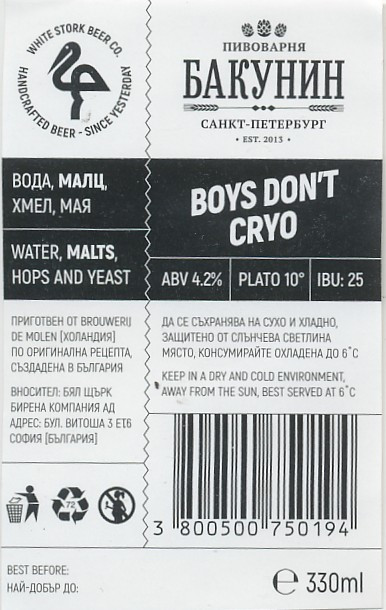 WHITE STORK BEER CO.
HANDCRAFTED BEER - SINCE YESTERDAY
ПИВОВАРНЯ
БАКУНИН
САНКТ-ПЕТЕРБУРГ
• EST. 2013 •
ВОДА, МАЛЦ,
ХМЕЛ, МАЯ
WATER, MALTS,
HOPS AND YEAST
BOYS DON'T
CRYO
ABV 4.2% PLATO 10° IBU: 25
ПРИГОТВЕН ОТ BROUWERIJ
DE MOLEN [ХОЛАНДИЯ]
ПО ОРИГИНАЛНА РЕЦЕПТА,
СЪЗДАДЕНА В БЪЛГАРИЯ
ВНОСИТЕЛ: БЯЛ ЩЪРК
БИРЕНА КОМПАНИЯ АД
АДРЕС: БУЛ. ВИТОША 3 ЕТ6
СОФИЯ [БЪЛГАРИЯ]
ДА СЕ СЪХРАНЯВА НА СУХО И ХЛАДНО,
ЗАЩИТЕНО ОТ СЛЪНЧЕВА СВЕТЛИНА
МЯСТО, КОНСУМИРАЙТЕ ОХЛАДЕНА ДО 6°C
KEEP IN A DRY AND COLD ENVIRONMENT,
AWAY FROM THE SUN, BEST SERVED AT 6°C
72
3 800500 750194
BEST BEFORE:
НАЙ-ДОБЪР ДО:
℮ 330ml